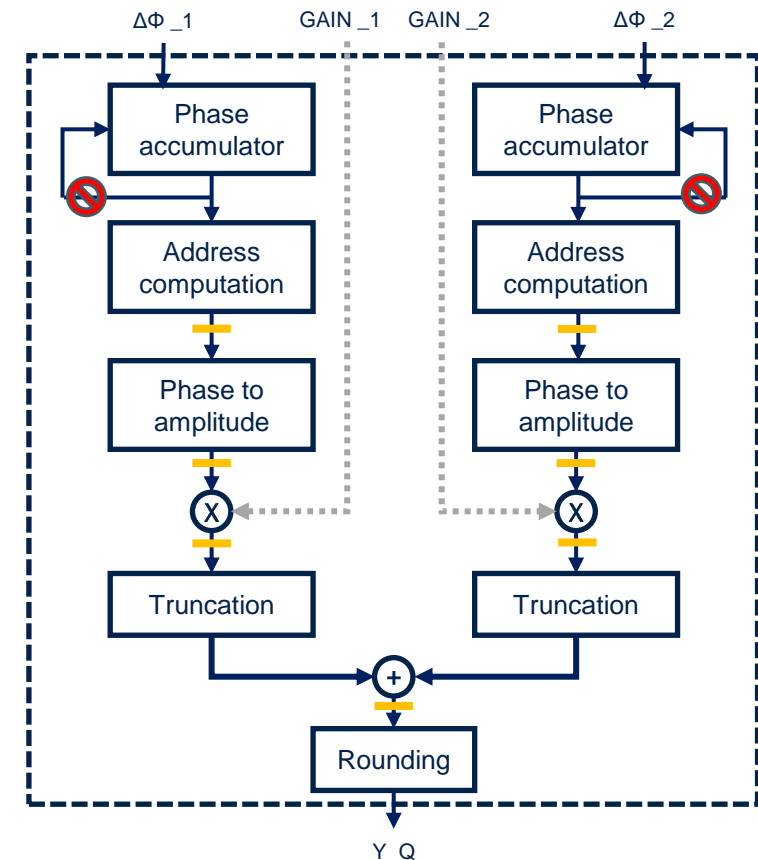 ΔΦ _1
GAIN _1
GAIN _2
ΔΦ _2
Phase
accumulator
Phase
accumulator
Address
computation
Address
computation
Phase to
amplitude
Phase to
amplitude
X
X
Truncation
Truncation
+
Rounding
Y_Q